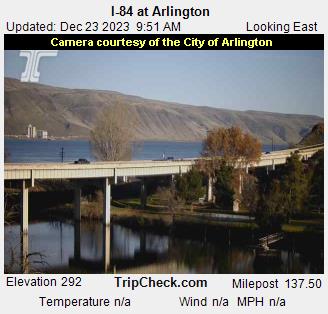 I-84 at Arlington
Updated: Dec 23 2023 9:51 AM Looking East
Camera courtesy of the City of Arlington
Elevation 292 TripCheck.com Milepost 137.50
Temperature n/a Wind n/a MPH n/a